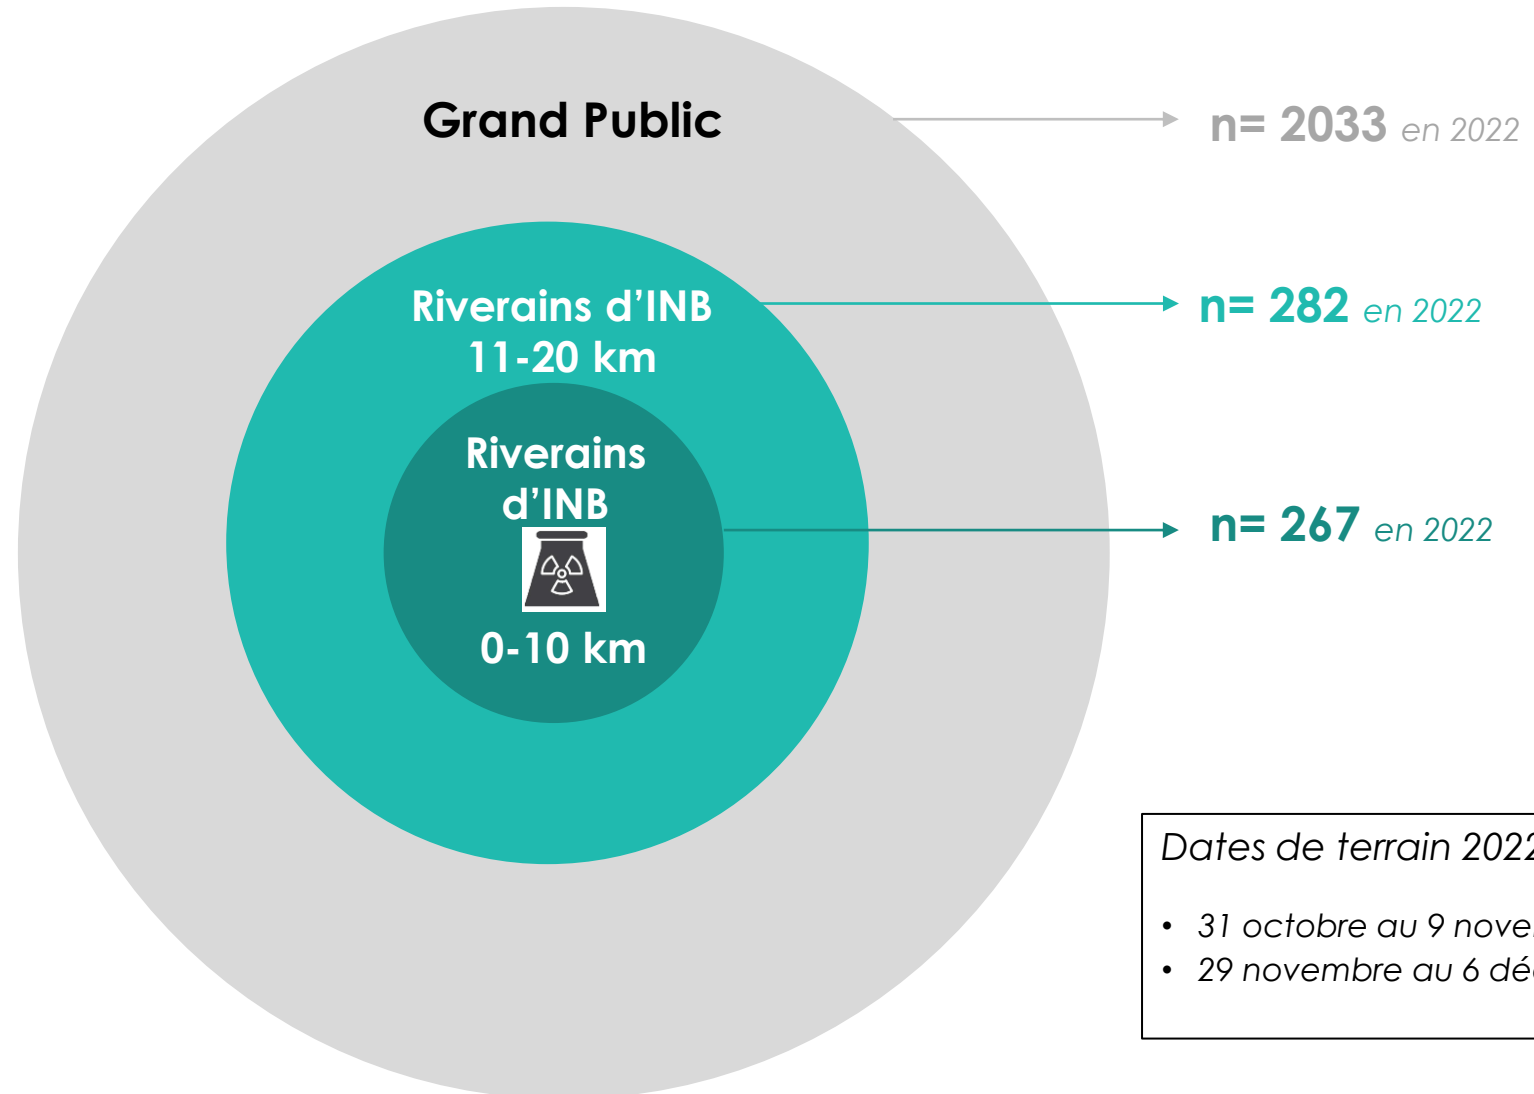 Grand Public
n= 2033 en 2022
Riverains d’INB
11-20 km
n= 282 en 2022
Riverains
d’INB
0-10 km
n= 267 en 2022
Dates de terrain 2022
• 31 octobre au 9
• 29 novembre au 6